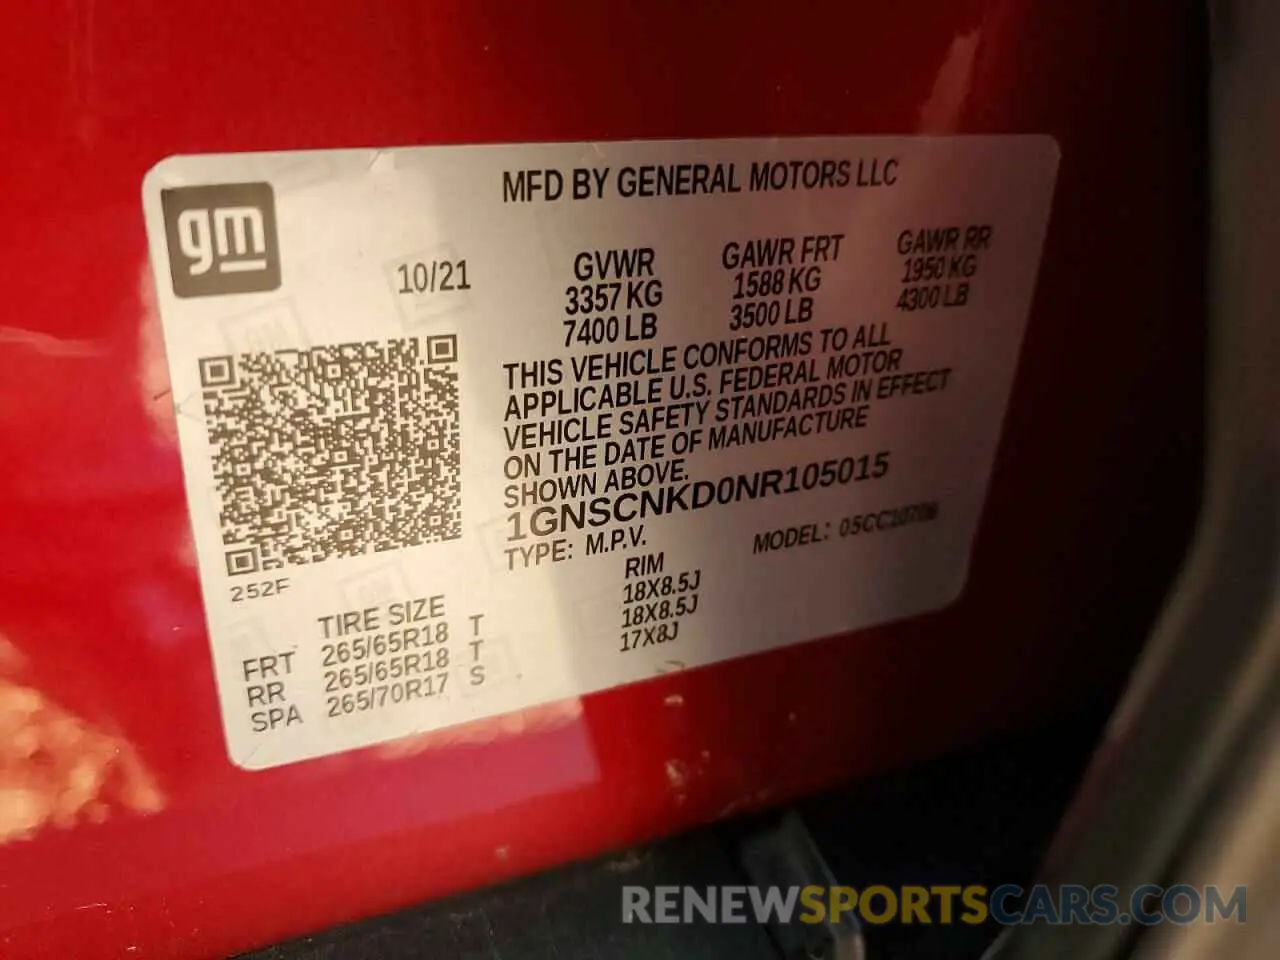 MFD BY GENERAL MOTORS LLC
gm
10/21
GVWR GAWR FRT GAWR RR
3357 KG 1588 KG 1950 KG
7400 LB 3500 LB 4300 LB
THIS VEHICLE CONFORMS TO ALL
APPLICABLE U.S. FEDERAL MOTOR
VEHICLE SAFETY STANDARDS IN EFFECT
ON THE DATE OF MANUFACTURE
SHOWN ABOVE.
1GNSCNKD0NR105015
TYPE: M.P.V. MODEL:
252F
TIRE SIZE RIM
FRT 265/65R18 T 18X8.5J
RR 265/65R18 T 18X8.5J
SPA 265/70R17 S 17X8J
RENEWSPORTSCARS.COM